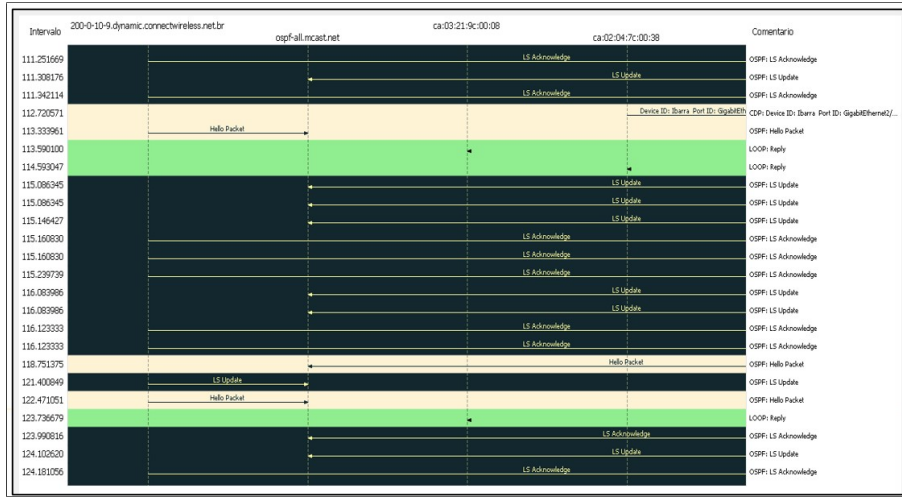 Intervalo 200-0-10-9.dynamic.connectwireless.net.br ca:03:21:9c:00:08 Comentario
ospf-all.mcast.net ca:02:04:7c:00:38
111.251669 LS Acknowledge OSPF: LS Acknowledge
111.308176 LS Update OSPF: LS Update
111.342114 LS Acknowledge OSPF: LS Acknowledge
112.720571 Device ID: Ibarra Port ID: GigabitEth CDP: Device ID: Ibarra Port ID: GigabitEthernet2/...
113.333961 Hello Packet OSPF: Hello Packet
113.590100 LOOP: Reply
114.593047 LOOP: Reply
115.086345 LS Update OSPF: LS Update
115.086345 LS Update OSPF: LS Update
115.146427 LS Update OSPF: LS Update
115.160830 LS Acknowledge OSPF: LS Acknowledge
115.160830 LS Acknowledge OSPF: LS Acknowledge
115.239739 LS Acknowledge OSPF: LS Acknowledge
116.083986 LS Update OSPF: LS Update
116.083986 LS Update OSPF: LS Update
116.123333 LS Acknowledge OSPF: LS Acknowledge
116.123333 LS Acknowledge OSPF: LS Acknowledge
118.751375 Hello Packet OSPF: Hello Packet
121.400849 LS Update OSPF: LS Update
122.471051 Hello Packet OSPF: Hello Packet
123.736679 LOOP: Reply
123.990816 LS Acknowledge OSPF: LS Acknowledge
124.102620 LS Update OSPF: LS Update
124.181056 LS Acknowledge OSPF: LS Acknowledge